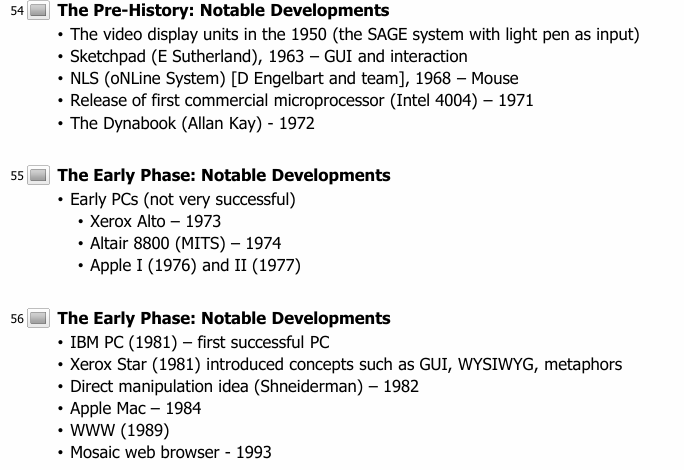 54 The Pre-History: Notable Developments
• The video display units in the 1950 (the SAGE system with light pen as input)
• Sketchpad (E Sutherland), 1963 – GUI and interaction
• NLS (oNLine System) [D Engelbart and team], 1968 – Mouse
• Release of first commercial microprocessor (Intel 4004) – 1971
• The Dynabook (Allan Kay) - 1972
55 The Early Phase: Notable Developments
• Early PCs (not very successful)
• Xerox Alto – 1973
• Altair 8800 (MITS) – 1974
• Apple I (1976) and II (1977)
56 The Early Phase: Notable Developments
• IBM PC (1981) – first successful PC
• Xerox Star (1981) introduced concepts such as GUI, WYSIWYG, metaphors
• Direct manipulation idea (Shneiderman) – 1982
• Apple Mac – 1984
• WWW (1989)
• Mosaic web browser - 1993